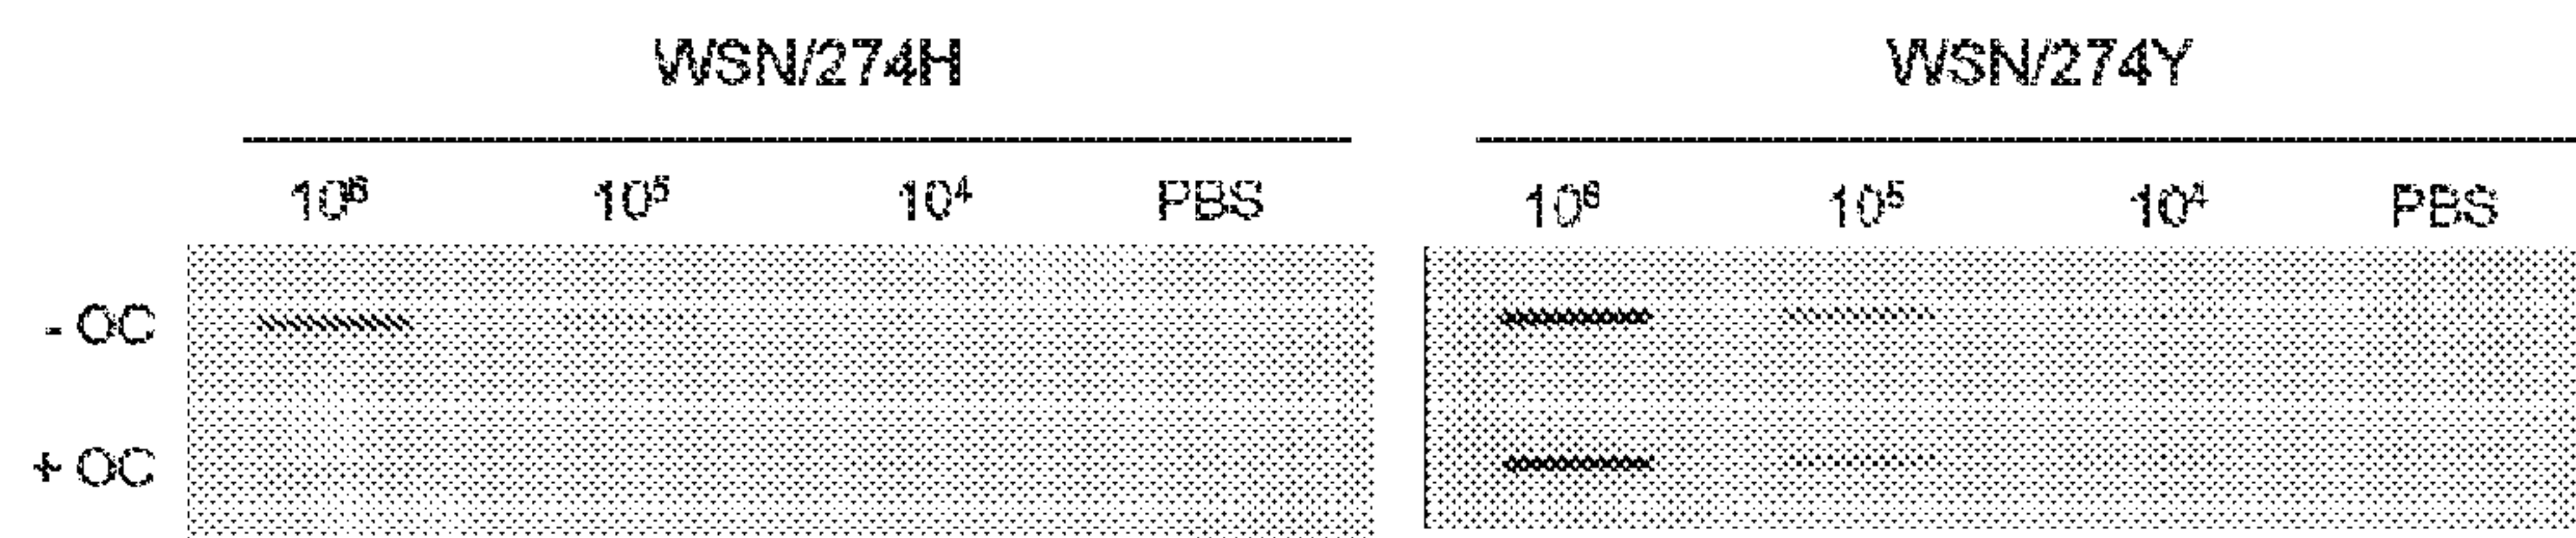 WSN/274H WSN/274Y
10⁶ 10⁵ 10⁴ PBS 10⁶ 10⁵ 10⁴ PBS
- OC
+ OC